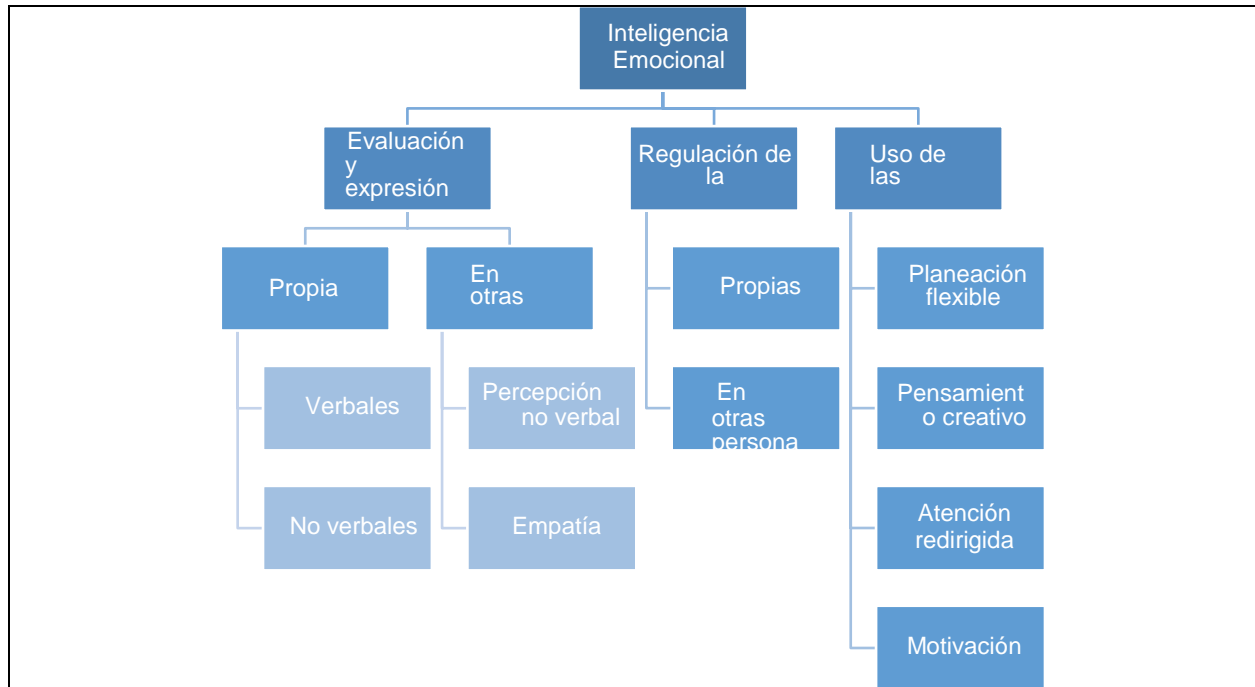 Inteligencia
Emocional
Evaluación
y
expresión
Regulación de
la
Uso de
las
Propia
En
otras
Propias
Planeación
flexible
Verbales
Percepción
no verbal
En
otras
persona
Pensamient
o creativo
No verbales
Empatía
Atención
redirigida
Motivación